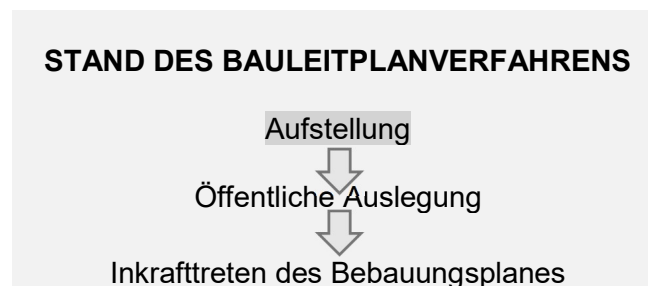 STAND DES BAULEITPLANVERFAHRENS
Aufstellung
Öffentliche Auslegung
Inkrafttreten des Bebauungsplanes